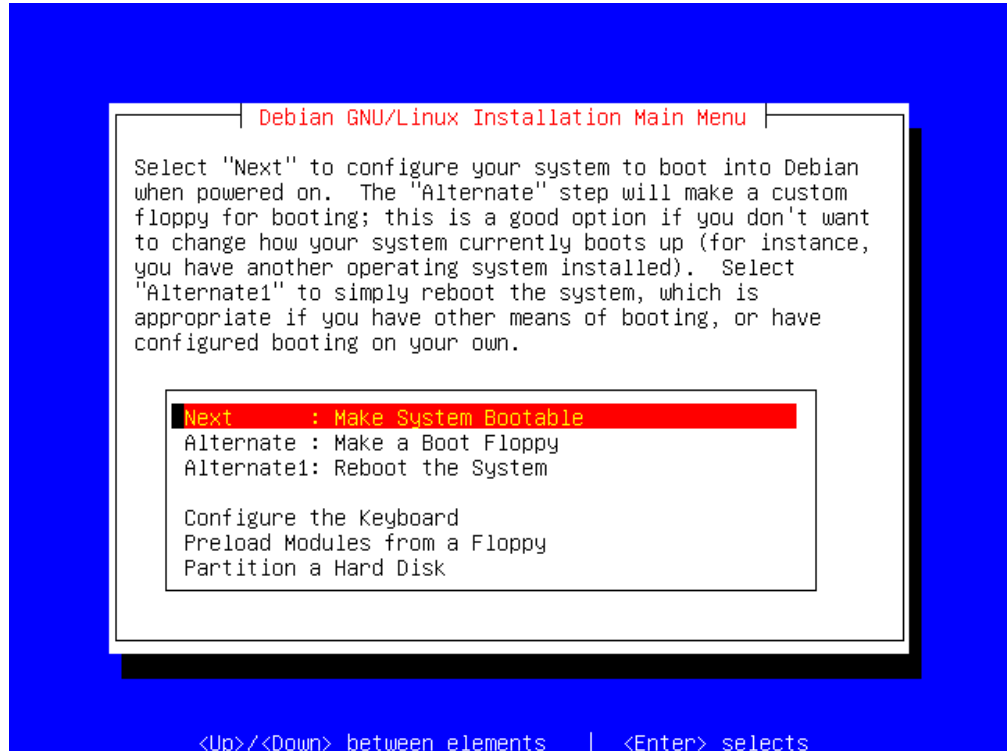 Debian GNU/Linux Installation Main Menu
Select "Next" to configure your system to boot into Debian
when powered on.  The "Alternate" step will make a custom
floppy for booting; this is a good option if you don't want
to change how your system currently boots up (for instance,
you have another operating system installed).  Select
"Alternate1" to simply reboot the system, which is
appropriate if you have other means of booting, or have
configured booting on your own.
Next      : Make System Bootable
Alternate : Make a Boot Floppy
Alternate1: Reboot the System
Configure the Keyboard
Preload Modules from a Floppy
Partition a Hard Disk
<Up>/<Down> between elements   |  <Enter> selects